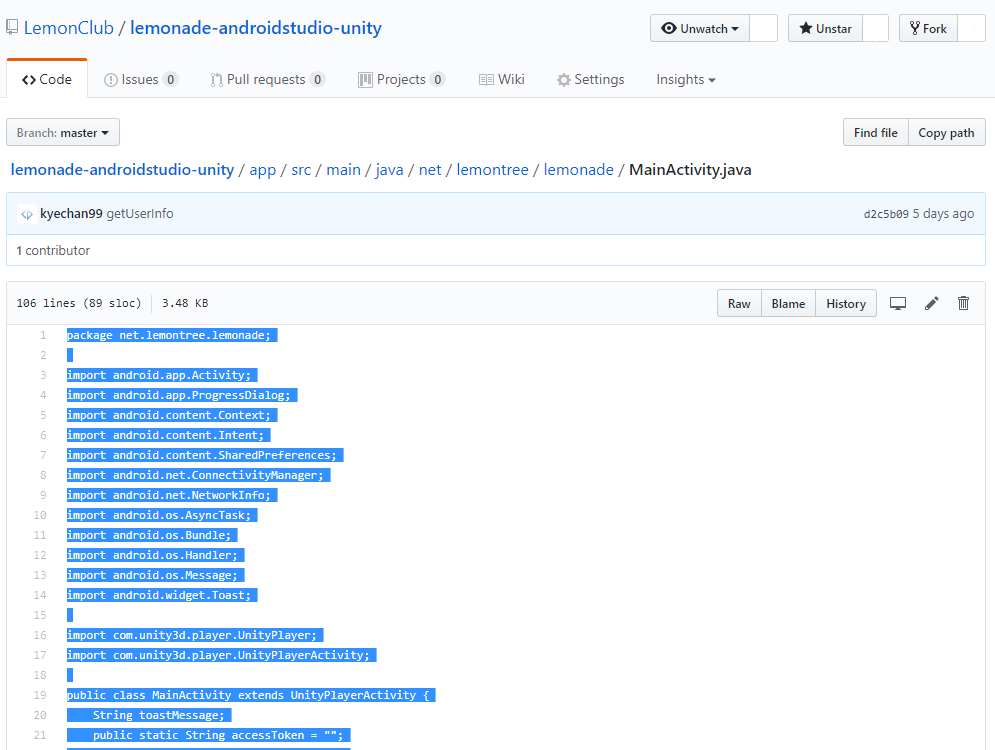 LemonClub / lemonade-androidstudio-unity
Unwatch
Unstar
Fork
Code
Issues 0
Pull requests 0
Projects 0
Wiki
Settings
Insights
Branch: master
Find file
Copy path
lemonade-androidstudio-unity / app / src / main / java / net / lemontree / lemonade / MainActivity.java
kyechan99 getUserInfo
d2c5b09 5 days ago
1 contributor
106 lines (89 sloc) 3.48 KB
Raw
Blame
History
1 package net.lemontree.lemonade;
2
3 import android.app.Activity;
4 import android.app.ProgressDialog;
5 import android.content.Context;
6 import android.content.Intent;
7 import android.content.SharedPreferences;
8 import android.net.ConnectivityManager;
9 import android.net.NetworkInfo;
10 import android.os.AsyncTask;
11 import android.os.Bundle;
12 import android.os.Handler;
13 import android.os.Message;
14 import android.widget.Toast;
15
16 import com.unity3d.player.UnityPlayer;
17 import com.unity3d.player.UnityPlayerActivity;
18
19 public class MainActivity extends UnityPlayerActivity {
20 String toastMessage;
21 public static String accessToken = "";